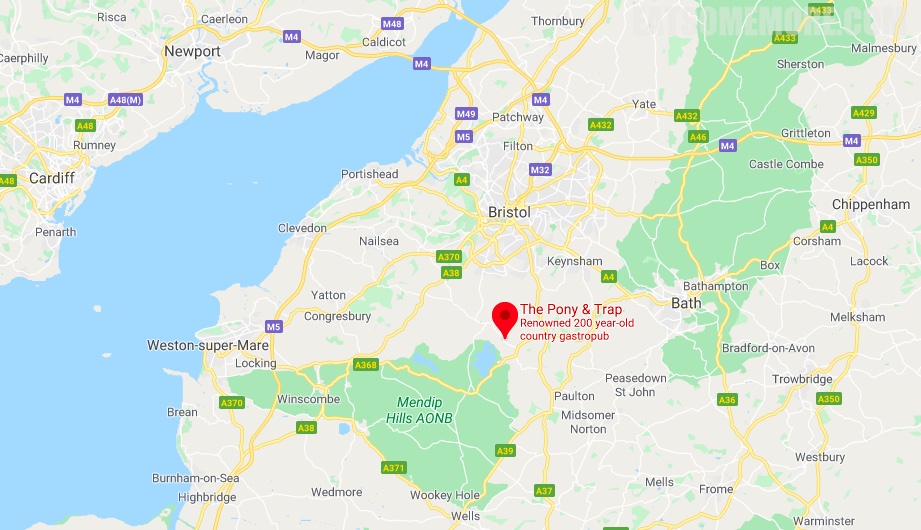 Risca
Caerleon
Thornbury
A433
M48
Caldicot
M4
A433
Malmesbury
Newport
Magor
M4
Sherston
Caerphilly
M4
A48(M)
M49
M4
Yate
A432
A429
Patchway
A48
A432
Rumney
M5
Filton
A46
Grittleton
M4
M4
A350
Castle Combe
Cardiff
A48
Portishead
A4
M32
Chippenham
Bristol
Penarth
Clevedon
Nailsea
A4
Corsham
A370
Keynsham
Box
Lacock
A38
A4
Bathampton
Yatton
Bath
Congresbury
The Pony & Trap
Renowned 200 year-old
country gastropub
Melksham
M5
Weston-super-Mare
Locking
Bradford-on-Avon
A368
Peasedown
St John
Trowbridge
Winscombe
Paulton
A36
A350
Brean
A370
Mendip
Hills AONB
Midsomer
Norton
A38
A39
Westbury
A371
Burnham-on-Sea
Highbridge
Wedmore
Wookey Hole
A37
Mells
Frome
Wells
Warminster